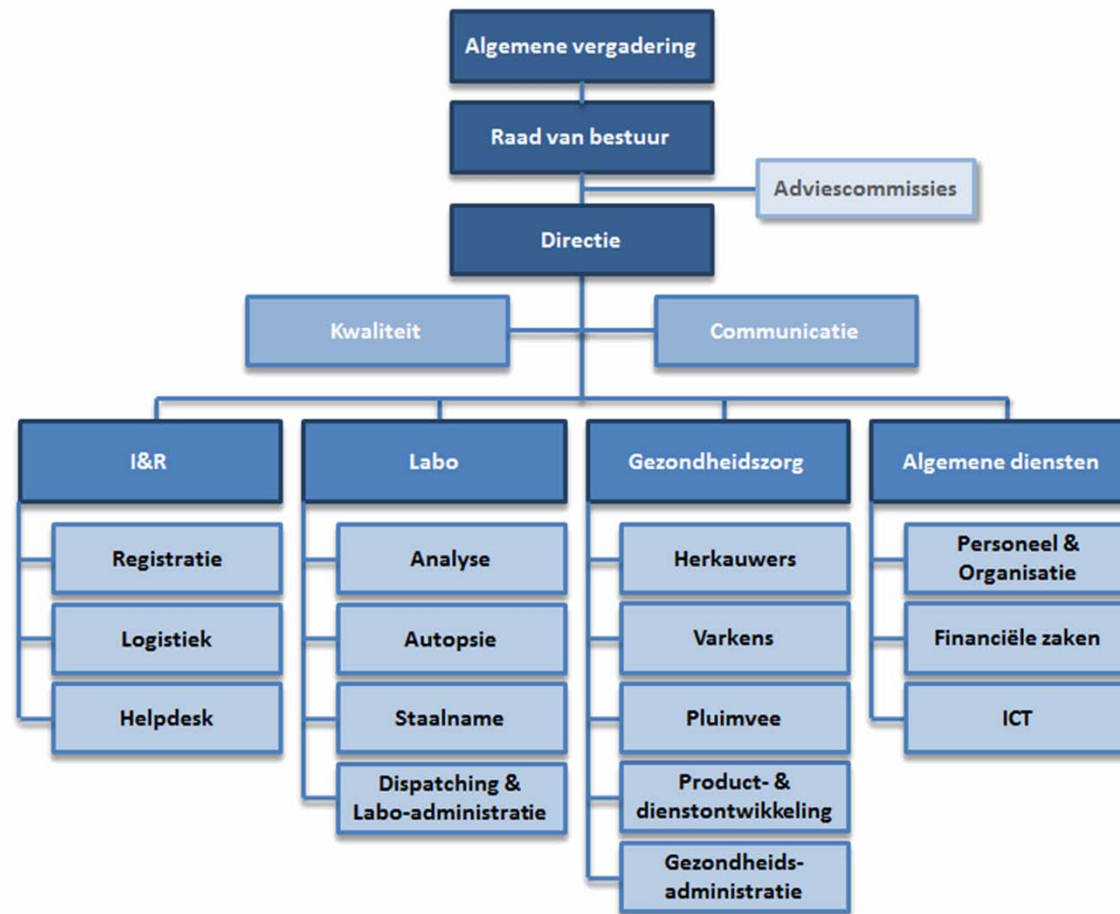 Algemene vergadering
Raad van bestuur
Adviescommissies
Directie
Kwaliteit
Communicatie
I&R
Labo
Gezondheidszorg
Algemene diensten
Registratie
Logistiek
Helpdesk
Analyse
Autopsie
Staalname
Dispatching &
Labo-administratie
Herkauwers
Varkens
Pluimvee
Product- &
dienstontwikkeling
Gezondheids-
administratie
Personeel &
Organisatie
Financiële zaken
ICT